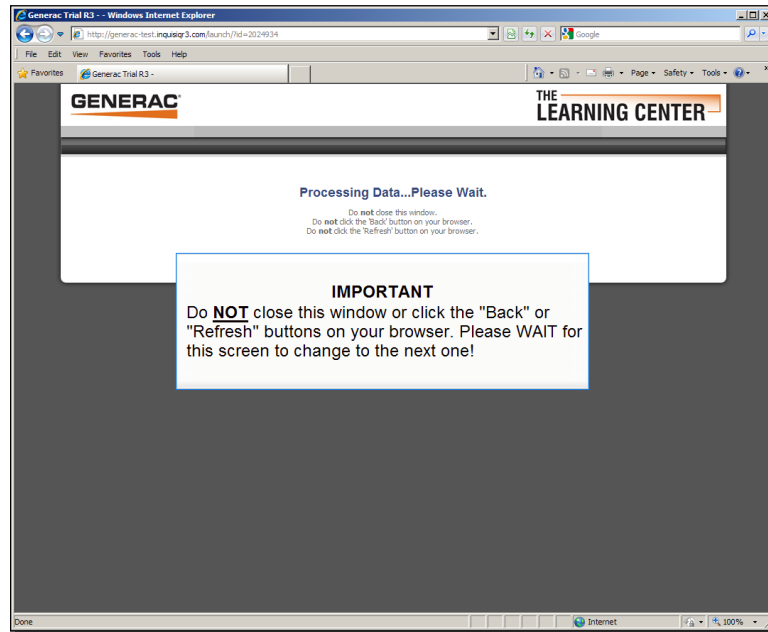 Generac Trial R3 - - Windows Internet Explorer
http://generac-test.inquisiqr3.com/launch/?id=2024934
Google
File Edit View Favorites Tools Help
Favorites Generac Trial R3 - Page Safety Tools
GENERAC
THE
LEARNING CENTER
Processing Data...Please Wait.
Do not close this window.
Do not click the 'Back' button on your browser.
Do not click the 'Refresh' button on your browser.
IMPORTANT
Do NOT close this window or click the "Back" or
"Refresh" buttons on your browser. Please WAIT for
this screen to change to the next one!
Done Internet 100%